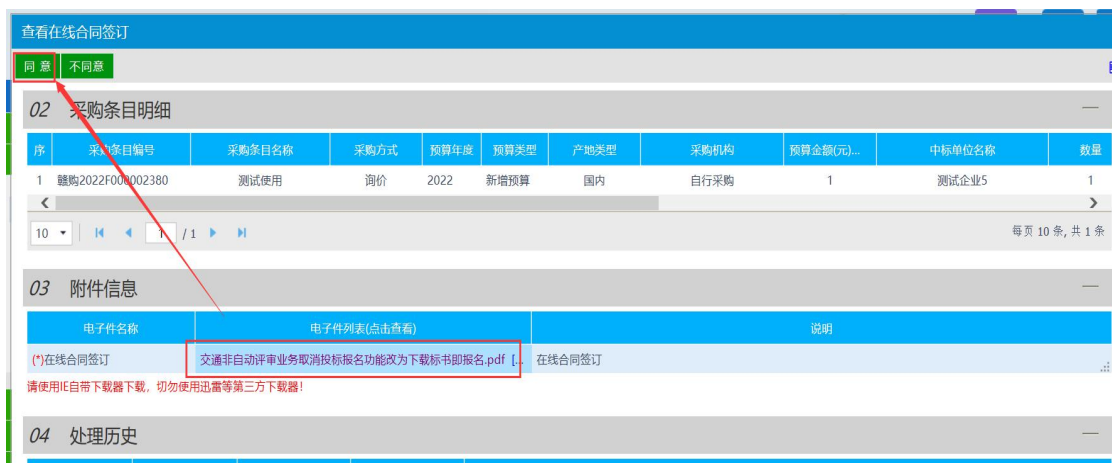 查看在线合同签订
同意 不同意
02 采购条目明细
序 采购条目编号 采购条目名称 采购方式 预算年度 预算类型 产地类型 采购机构 预算金额(元)... 中标单位名称 数量
1 赣购2022F000002380 测试使用 询价 2022 新增预算 国内 自行采购 1 测试企业5 1
10 1 / 1 每页 10 条, 共 1 条
03 附件信息
电子件名称 电子件列表(点击查看) 说明
(*)在线合同签订 交通非自动评审业务取消投标报名功能改为下载标书即报名.pdf [... 在线合同签订
请使用IE自带下载器下载, 切勿使用迅雷等第三方下载器!
04 处理历史